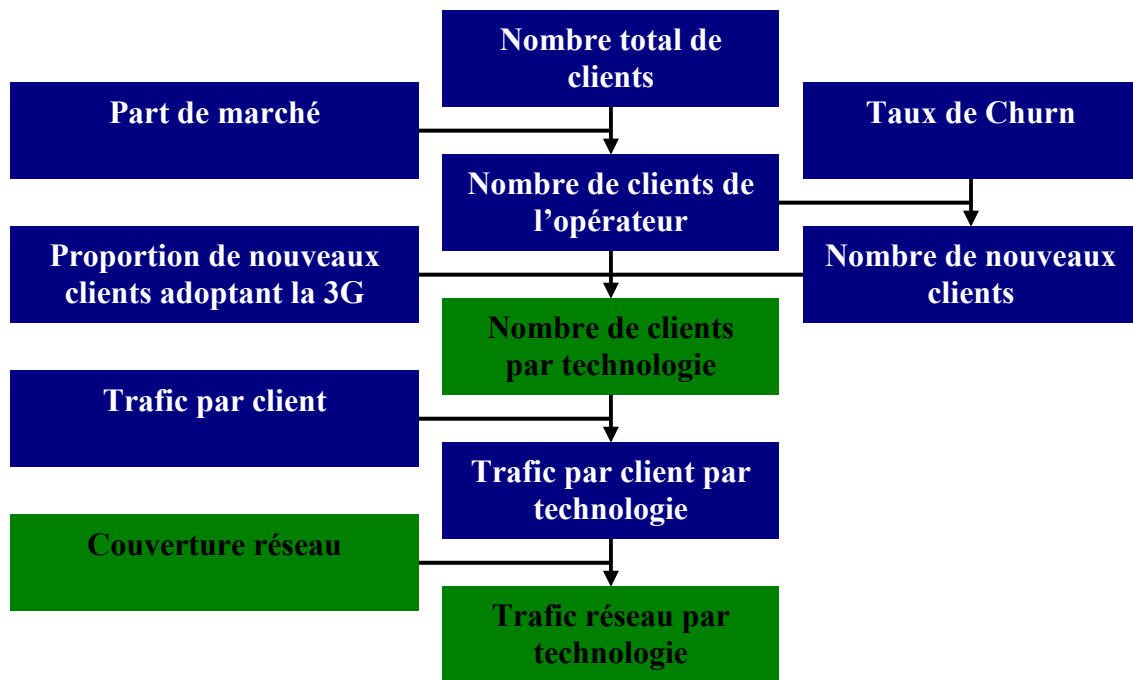 Nombre total de
clients
Part de marché
Taux de Churn
Nombre de clients de
l’opérateur
Proportion de nouveaux
clients adoptant la 3G
Nombre de nouveaux
clients
Nombre de clients
par technologie
Trafic par client
Trafic par client par
technologie
Couverture réseau
Trafic réseau par
technologie